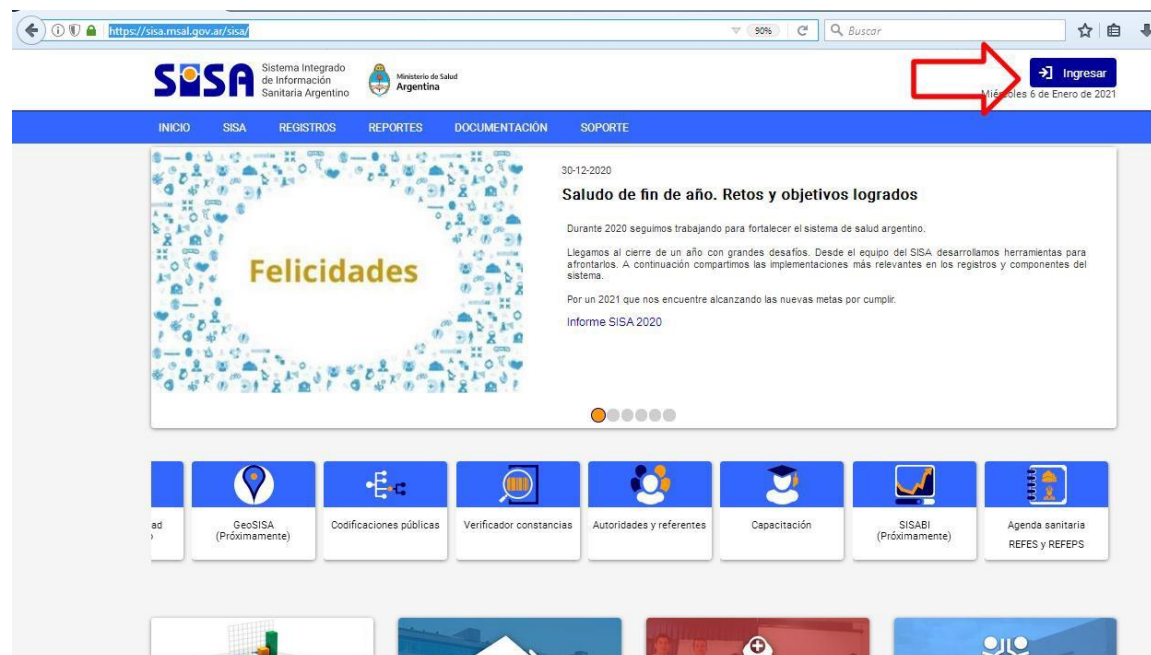 https://sisa.msal.gov.ar/sisa/
90%
Buscar
SISA
Sistema Integrado
de Información
Sanitaria Argentino
Ministerio de Salud
Argentina
Ingresar
Miércoles 6 de Enero de 2021
INICIO SISA REGISTROS REPORTES DOCUMENTACIÓN SOPORTE
Felicidades
30-12-2020
Saludo de fin de año. Retos y objetivos logrados
Durante 2020 seguimos trabajando para fortalecer el sistema de salud argentino.
Llegamos al cierre de un año con grandes desafíos. Desde el equipo del SISA desarrollamos herramientas para
afrontarlos. A continuación compartimos las implementaciones más relevantes en los registros y componentes del
sistema.
Por un 2021 que nos encuentre alcanzando las nuevas metas por cumplir.
Informe SISA 2020
ad
GeoSISA
(Próximamente)
Codificaciones públicas
Verificador constancias
Autoridades y referentes
Capacitación
SISABI
(Próximamente)
Agenda sanitaria
REFES y REFEPS